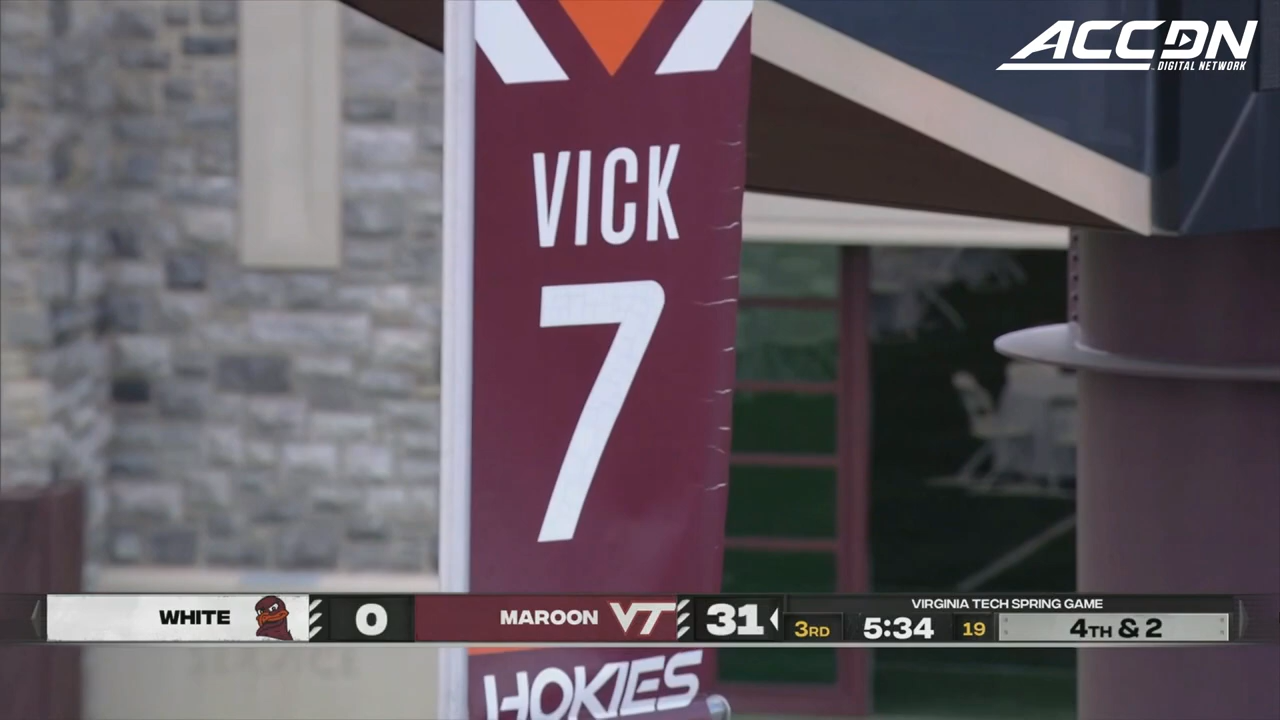 ACCDN
DIGITAL NETWORK
VICK
7
WHITE 0 MAROON VT 31
VIRGINIA TECH SPRING GAME
3RD 5:34 19 4TH & 2
HOKIES